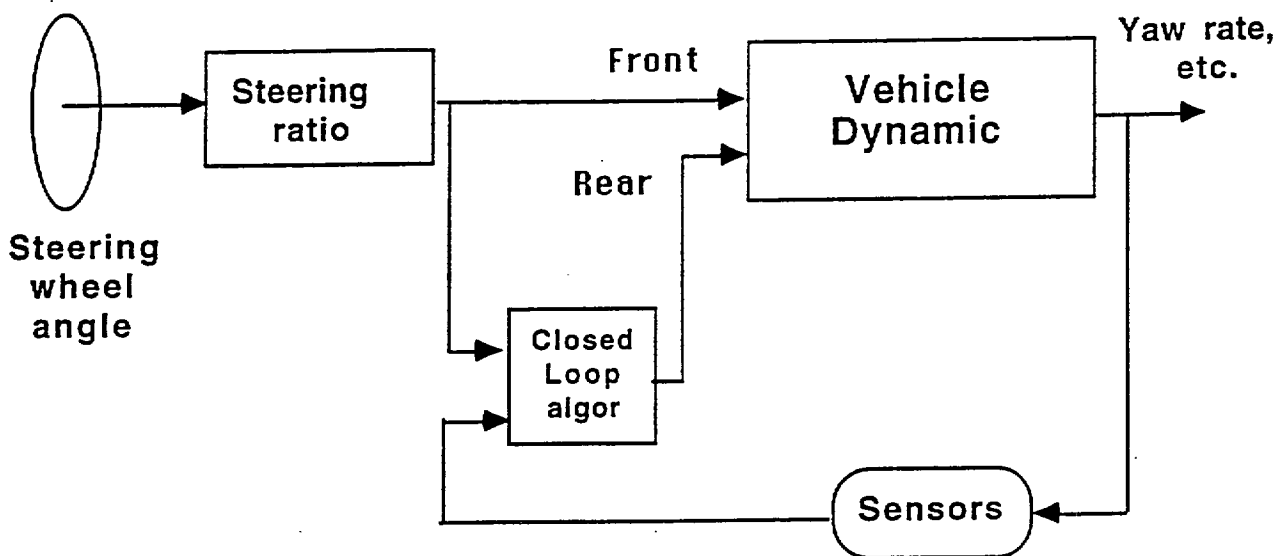 Yaw rate,
etc.
Front
Vehicle
Dynamic
Steering
ratio
Rear
Steering
wheel
angle
Closed
Loop
algor
Sensors